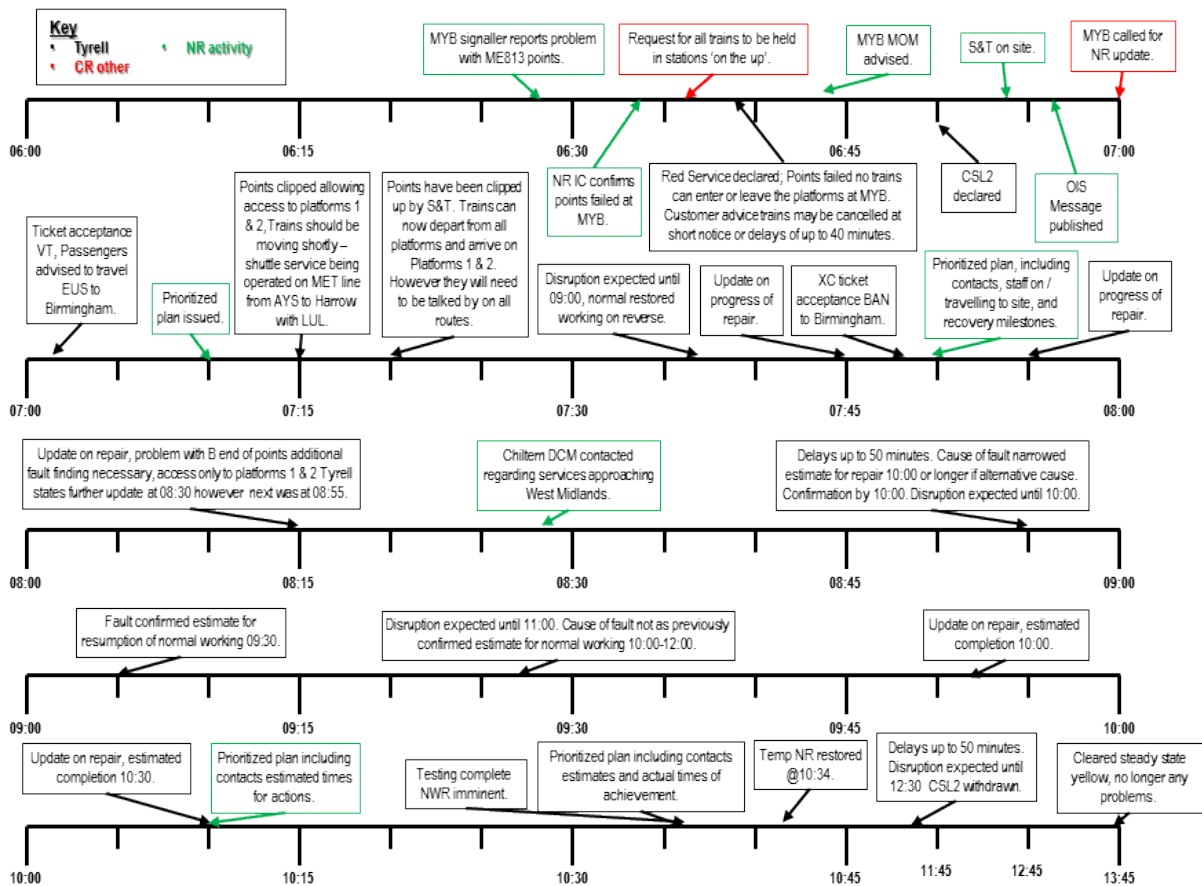 Key
• Tyrell
• NR activity
• CR other
MYB signaller reports problem
with ME813 points.
Request for all trains to be held
in stations ‘on the up’.
MYB MOM
advised.
S&T on site.
MYB called for
NR update.
06:00
06:15
06:30
06:45
07:00
NR IC confirms
points failed at
MYB.
Red Service declared; Points failed no trains
can enter or leave the platforms at MYB.
Customer advice trains may be cancelled at
short notice or delays of up to 40 minutes.
CSL2
declared
OIS
Message
published
Ticket acceptance
VT, Passengers
advised to travel
EUS to
Birmingham.
Prioritized
plan issued.
Points clipped allowing
access to platforms 1
& 2, Trains should be
moving shortly –
shuttle service being
operated on MET line
from AYS to Harrow
with LUL.
Points have been clipped
up by S&T. Trains can
now depart from all
platforms and arrive on
Platforms 1 & 2.
However they will need
to be talked by on all
routes.
Disruption expected until
09:00, normal restored
working on reverse.
Update on
progress of
repair.
XC ticket
acceptance BAN
to Birmingham.
Prioritized plan, including
contacts, staff on /
travelling to site, and
recovery milestones.
Update on
progress of
repair.
07:00
07:15
07:30
07:45
08:00
Update on repair, problem with B end of points additional
fault finding necessary, access only to platforms 1 & 2 Tyrell
states further update at 08:30 however next was at 08:55.
Chiltern DCM contacted
regarding services approaching
West Midlands.
Delays up to 50 minutes. Cause of fault narrowed
estimate for repair 10:00 or longer if alternative cause.
Confirmation by 10:00. Disruption expected until 10:00.
08:00
08:15
08:30
08:45
09:00
Fault confirmed estimate for
resumption of normal working 09:30.
Disruption expected until 11:00. Cause of fault not as previously
confirmed estimate for normal working 10:00-12:00.
Update on repair, estimated
completion 10:00.
09:00
09:15
09:30
09:45
10:00
Update on repair, estimated
completion 10:30.
Prioritized plan including
contacts estimated times
for actions.
Testing complete
NWR imminent.
Prioritized plan including contacts
estimates and actual times of
achievement.
Temp NR restored
@10:34.
Delays up to 50 minutes.
Disruption expected until
12:30 CSL2 withdrawn.
Cleared steady state
yellow, no longer any
problems.
10:00
10:15
10:30
10:45
11:45
12:45
13:45